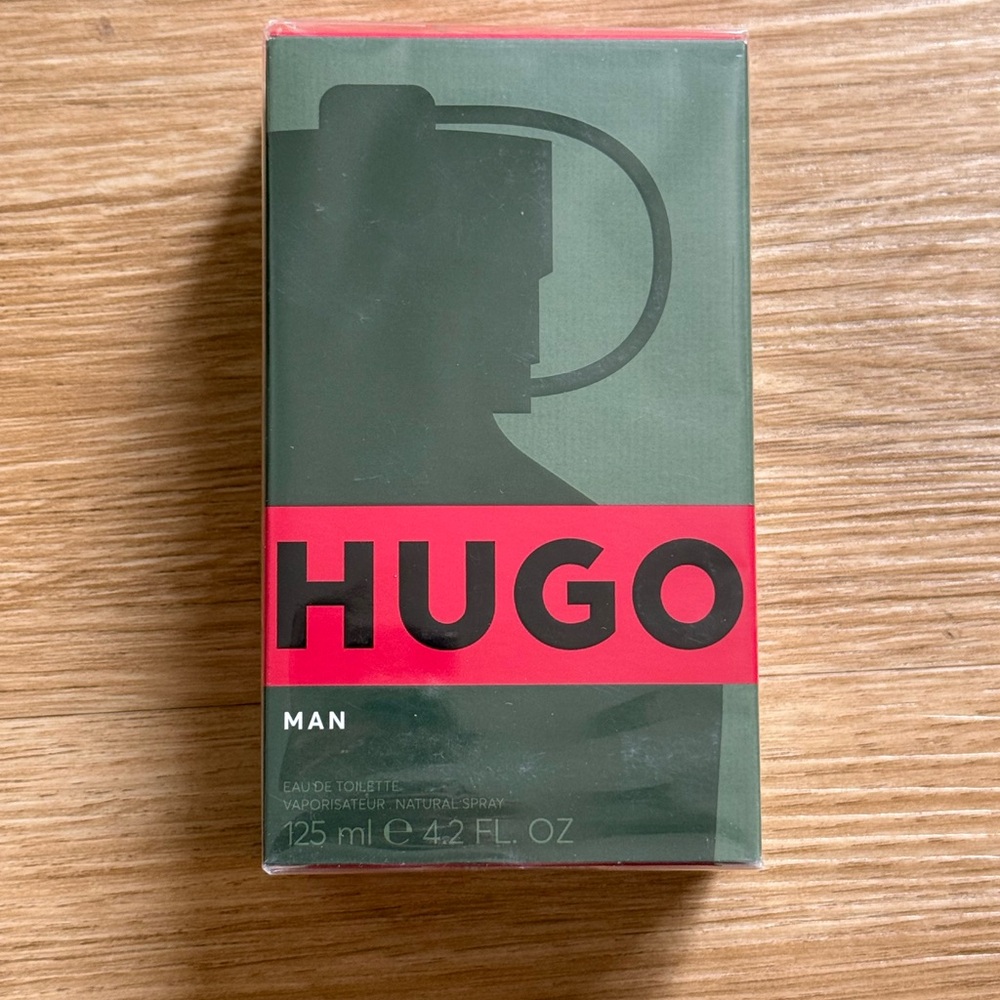 HUGO
MAN
EAU DE TOILETTE
VAPORISATEUR . NATURAL SPRAY
125 ml ℮ 4.2 FL. OZ